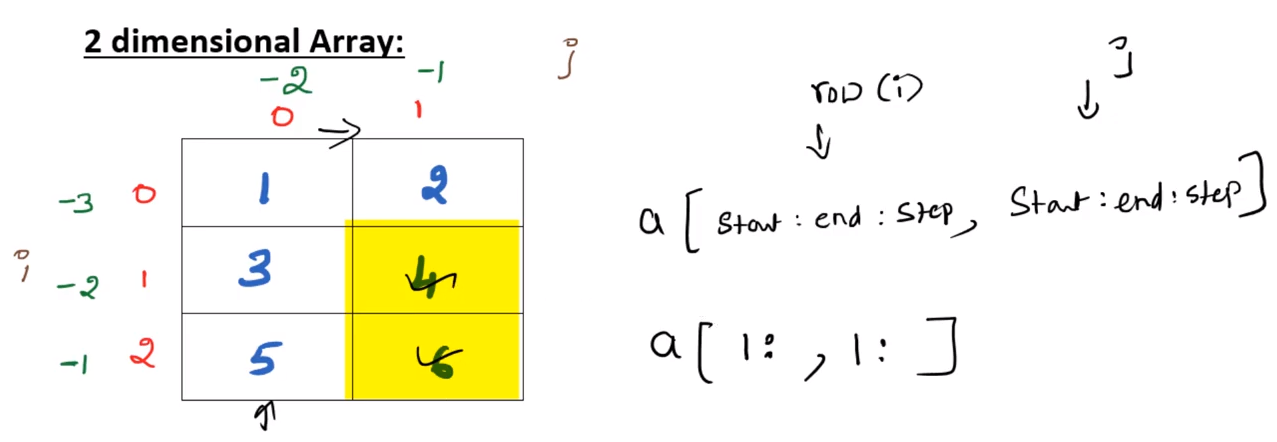 2 dimensional Array:
-2 -1 j
0 1
-3 0 1 2
i -2 1 3 4
-1 2 5 6
row (i) j
a [ Start : end : Step, Start : end : step ]
a [ 1: , 1: ]